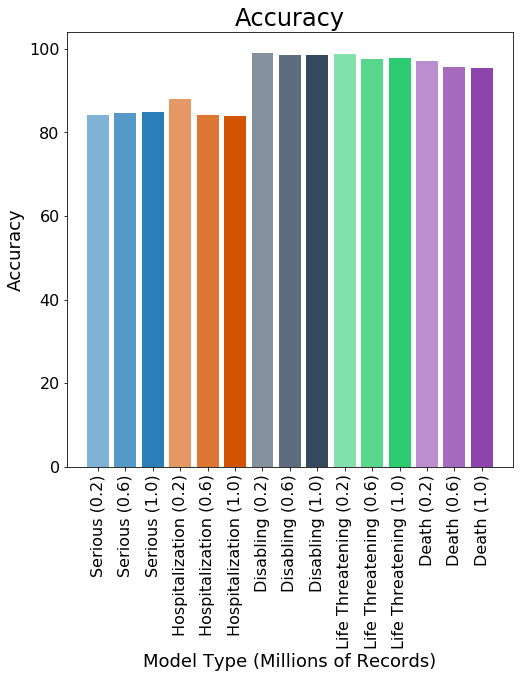 Accuracy
Accuracy
100
80
60
40
20
0
Serious (0.2)
Serious (0.6)
Serious (1.0)
Hospitalization (0.2)
Hospitalization (0.6)
Hospitalization (1.0)
Disabling (0.2)
Disabling (0.6)
Disabling (1.0)
Life Threatening (0.2)
Life Threatening (0.6)
Life Threatening (1.0)
Death (0.2)
Death (0.6)
Death (1.0)
Model Type (Millions of Records)